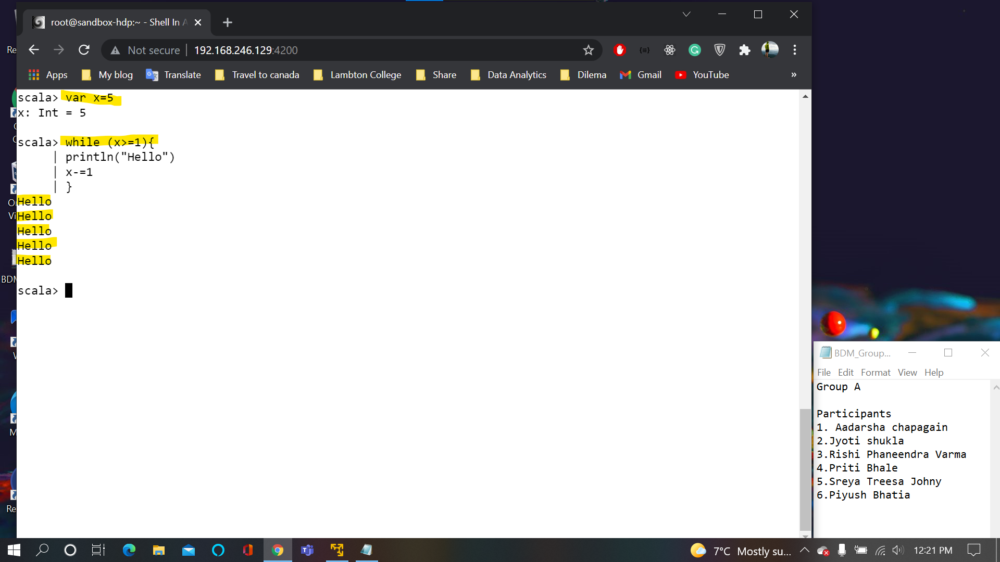 root@sandbox-hdp:~ - Shell In A
Not secure
192.168.246.129:4200
Apps
My blog
Translate
Travel to canada
Lambton College
Share
Data Analytics
Dilema
Gmail
YouTube
»
scala> var x=5
x: Int = 5
scala> while (x>=1){
| println("Hello")
| x-=1
| }
Hello
Hello
Hello
Hello
Hello
scala>
Re
BDM
Re
BDM_Group...
File Edit Format View Help
Group A
Participants
1. Aadarsha chapagain
2.Jyoti shukla
3.Rishi Phaneendra Varma
4.Priti Bhale
5.Sreya Treesa Johny
6.Piyush Bhatia
7°C Mostly su...
12:21 PM